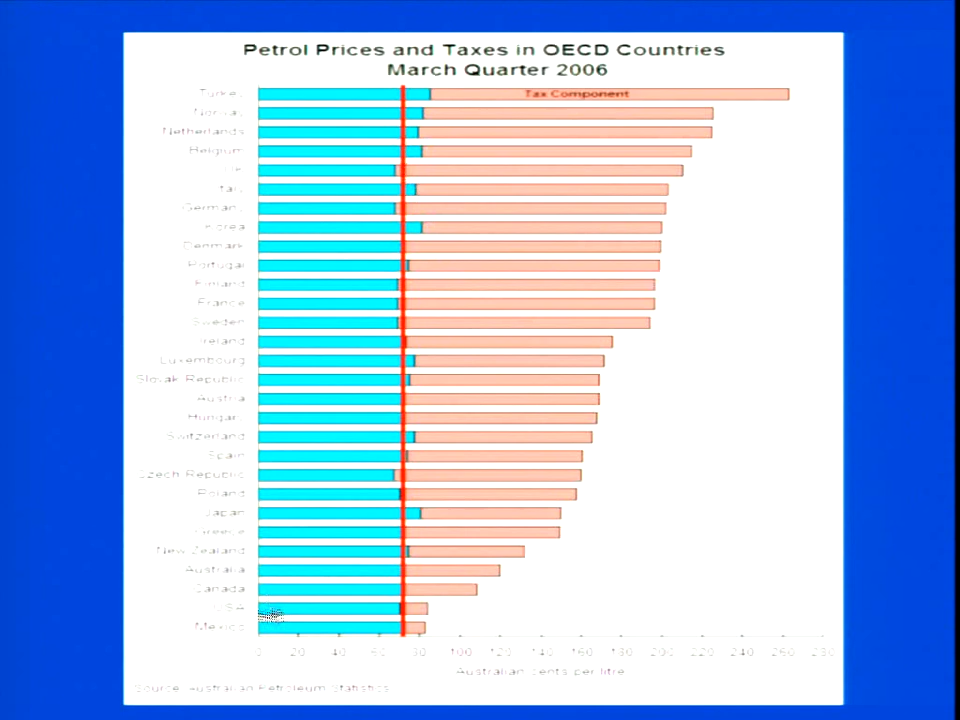 Petrol Prices and Taxes in OECD Countries
March Quarter 2006
Turkey
Tax Component
Norway
Netherlands
Belgium
UK
Italy
Germany
Korea
Denmark
Portugal
Finland
France
Sweden
Ireland
Luxembourg
Slovak Republic
Austria
Hungary
Switzerland
Spain
Czech Republic
Poland
Japan
Greece
New Zealand
Australia
Canada
USA
Mexico
0 20 40 60 80 100 120 140 160 180 200 220 240 260 280
Australian cents per litre
Source: Australian Petroleum Statistics